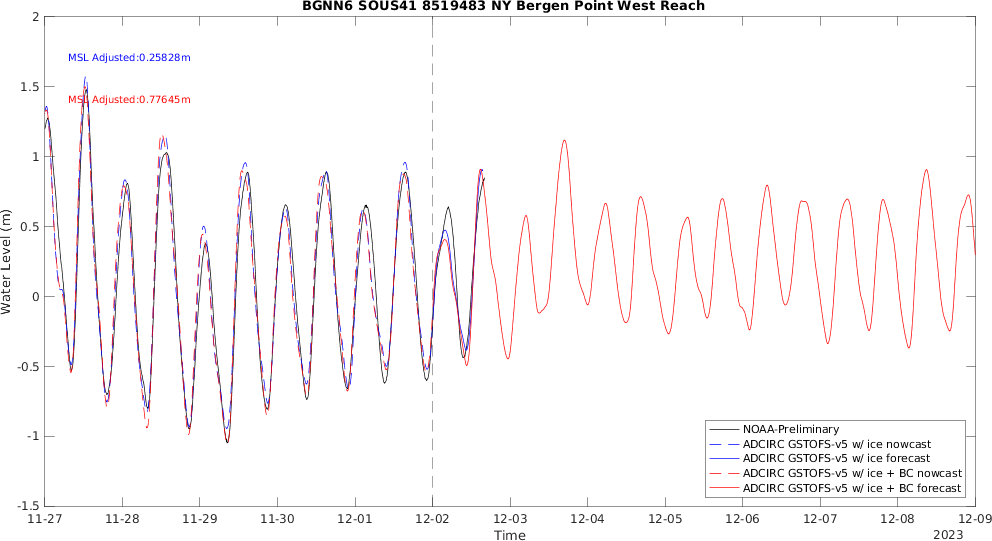 BGNN6 SOUS41 8519483 NY Bergen Point West Reach
MSL Adjusted:0.25828m
MSL Adjusted:0.77645m
Water Level (m)
2
1.5
1
0.5
0
-0.5
-1
-1.5
11-27 11-28 11-29 11-30 12-01 12-02 12-03 12-04 12-05 12-06 12-07 12-08 12-09
Time
2023
NOAA-Preliminary
ADCIRC GSTOFS-v5 w/ ice nowcast
ADCIRC GSTOFS-v5 w/ ice forecast
ADCIRC GSTOFS-v5 w/ ice + BC nowcast
ADCIRC GSTOFS-v5 w/ ice + BC forecast